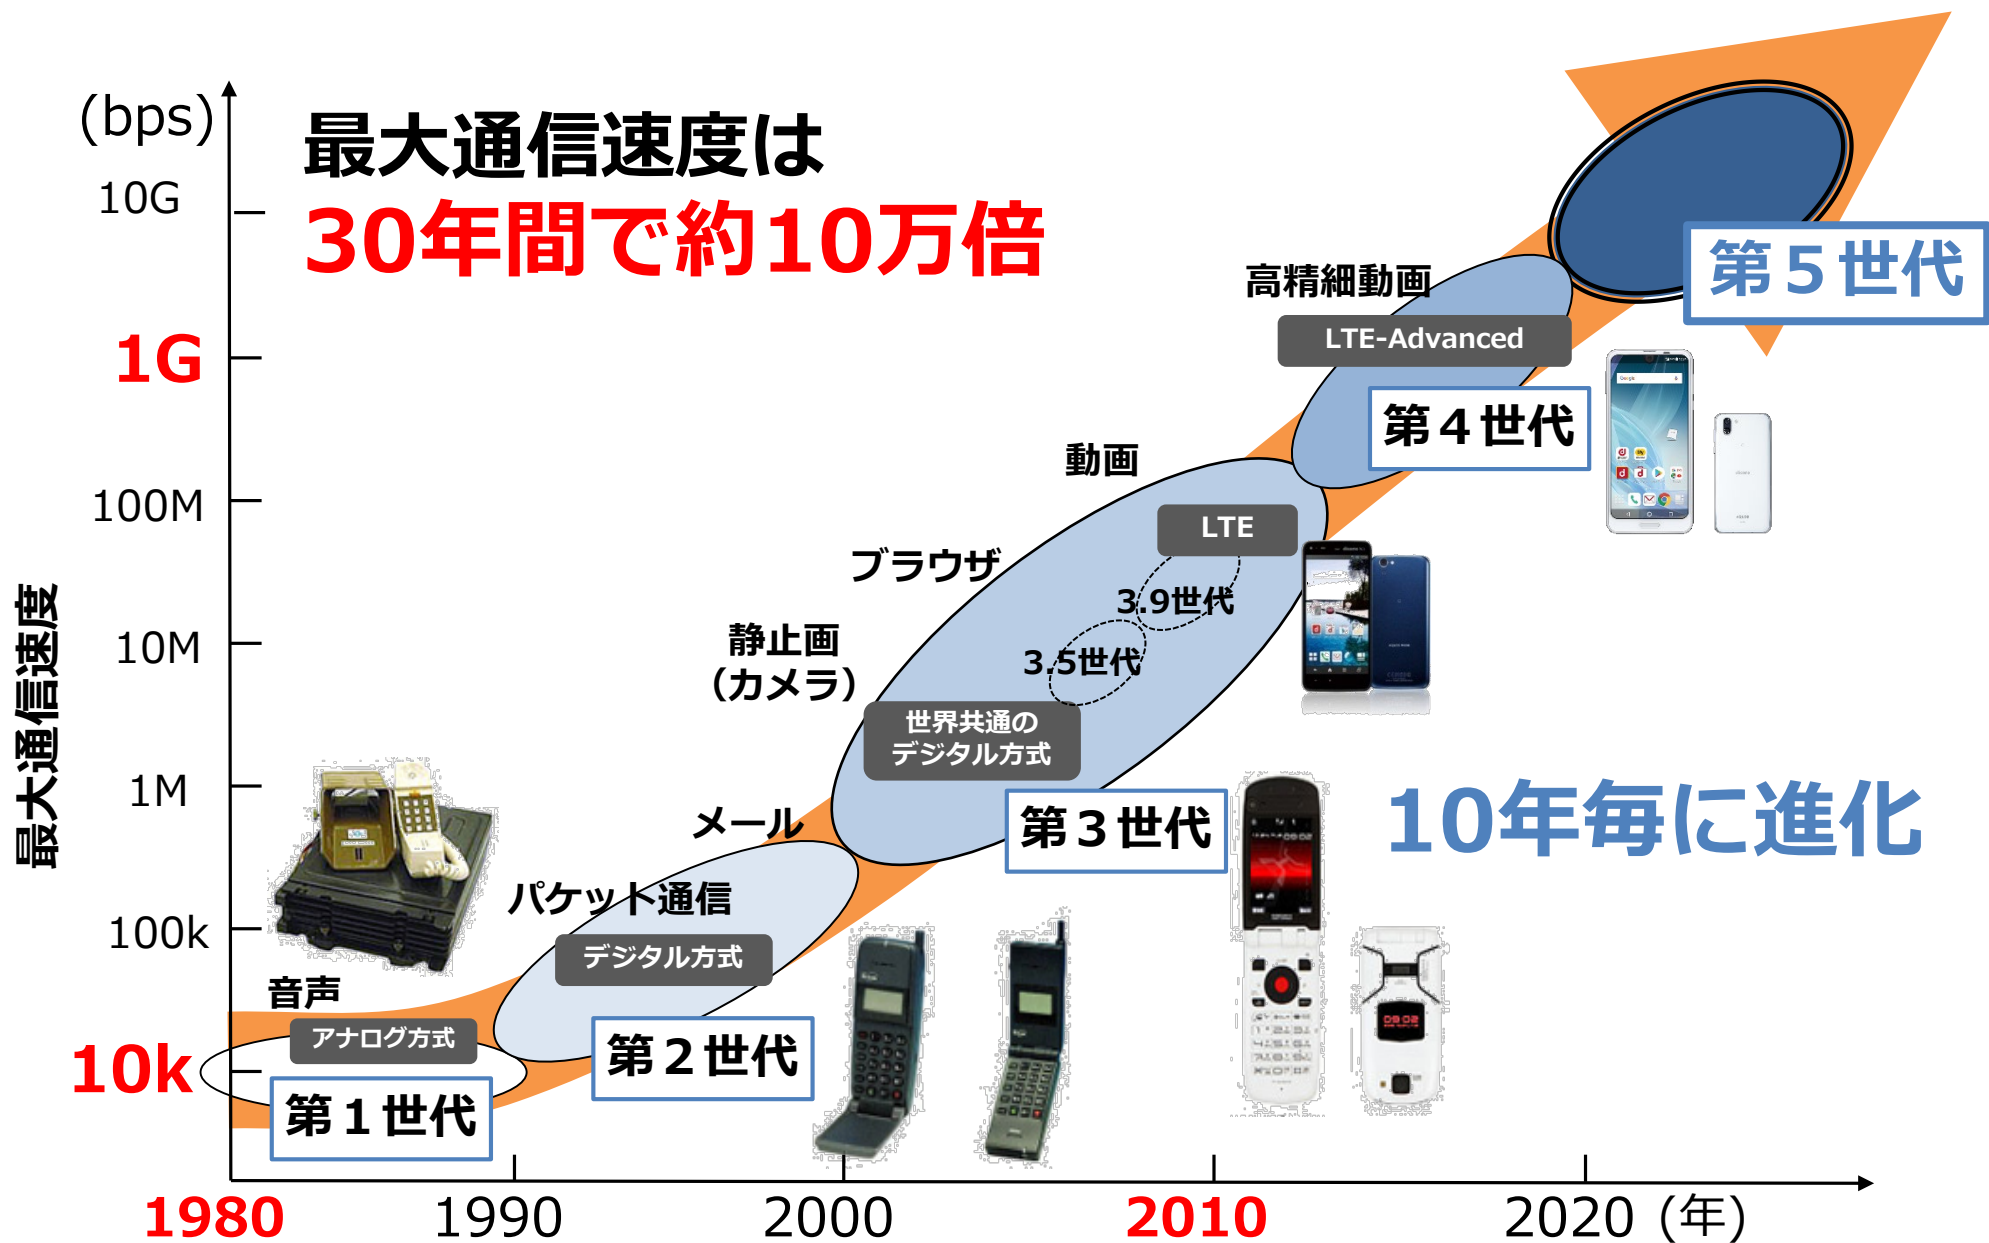 (bps)
最大通信速度は
30年間で約10万倍
10G
1G
100M
10M
1M
100k
10k
最大通信速度
第５世代
高精細動画
LTE-Advanced
第４世代
動画
LTE
ブラウザ
3.9世代
静止画
（カメラ）
3.5世代
世界共通の
デジタル方式
第３世代
10年毎に進化
メール
パケット通信
デジタル方式
第２世代
音声
アナログ方式
第１世代
09:02
1980
1990
2000
2010
2020 (年)